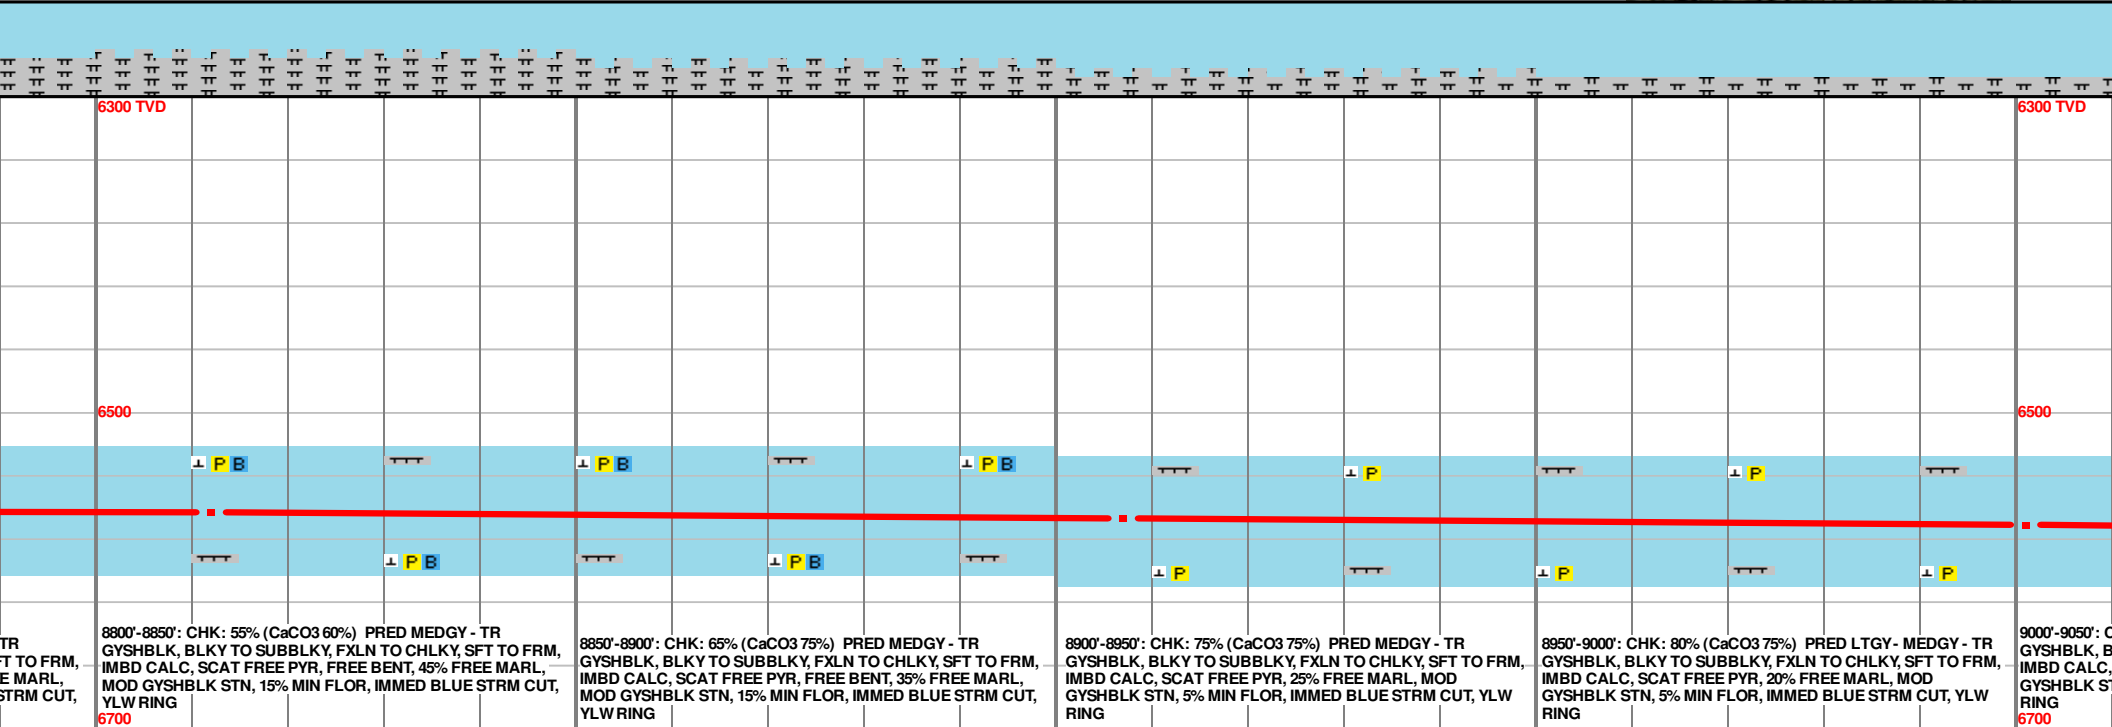 6300 TVD
6300 TVD
6500
6500
P B
P B
P B
P
P
P B
P B
P
P
P
TR
FT TO FRM,
E MARL,
STRM CUT,
8800'-8850': CHK: 55% (CaCO3 60%) PRED MEDGY - TR
GYSHBLK, BLKY TO SUBBLKY, FXLN TO CHLKY, SFT TO FRM,
IMBD CALC, SCAT FREE PYR, FREE BENT, 45% FREE MARL,
MOD GYSHBLK STN, 15% MIN FLOR, IMMED BLUE STRM CUT,
YLW RING
8850'-8900': CHK: 65% (CaCO3 75%) PRED MEDGY - TR
GYSHBLK, BLKY TO SUBBLKY, FXLN TO CHLKY, SFT TO FRM,
IMBD CALC, SCAT FREE PYR, FREE BENT, 35% FREE MARL,
MOD GYSHBLK STN, 15% MIN FLOR, IMMED BLUE STRM CUT,
YLW RING
8900'-8950': CHK: 75% (CaCO3 75%) PRED MEDGY - TR
GYSHBLK, BLKY TO SUBBLKY, FXLN TO CHLKY, SFT TO FRM,
IMBD CALC, SCAT FREE PYR, 25% FREE MARL, MOD
GYSHBLK STN, 5% MIN FLOR, IMMED BLUE STRM CUT, YLW
RING
8950'-9000': CHK: 80% (CaCO3 75%) PRED LTGY - MEDGY - TR
GYSHBLK, BLKY TO SUBBLKY, FXLN TO CHLKY, SFT TO FRM,
IMBD CALC, SCAT FREE PYR, 20% FREE MARL, MOD
GYSHBLK STN, 5% MIN FLOR, IMMED BLUE STRM CUT, YLW
RING
9000'-9050': C
GYSHBLK, B
IMBD CALC,
GYSHBLK ST
RING
6700
6700